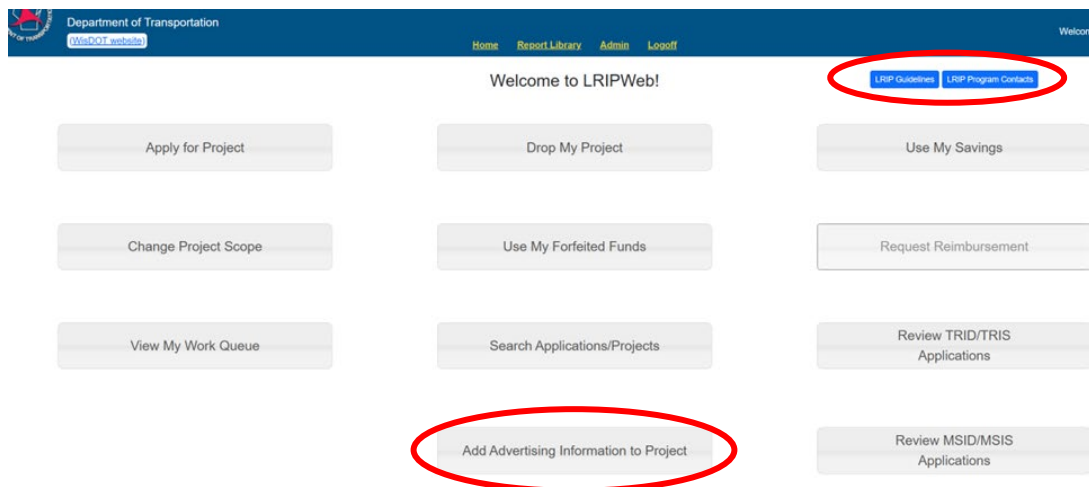 Department of Transportation
(WisDOT website)
Home Report Library Admin Logoff
Welcome to LRIPWeb!
LRIP Guidelines LRIP Program Contacts
Apply for Project
Drop My Project
Use My Savings
Change Project Scope
Use My Forfeited Funds
Request Reimbursement
View My Work Queue
Search Applications/Projects
Review TRID/TRIS
Applications
Add Advertising Information to Project
Review MSID/MSIS
Applications